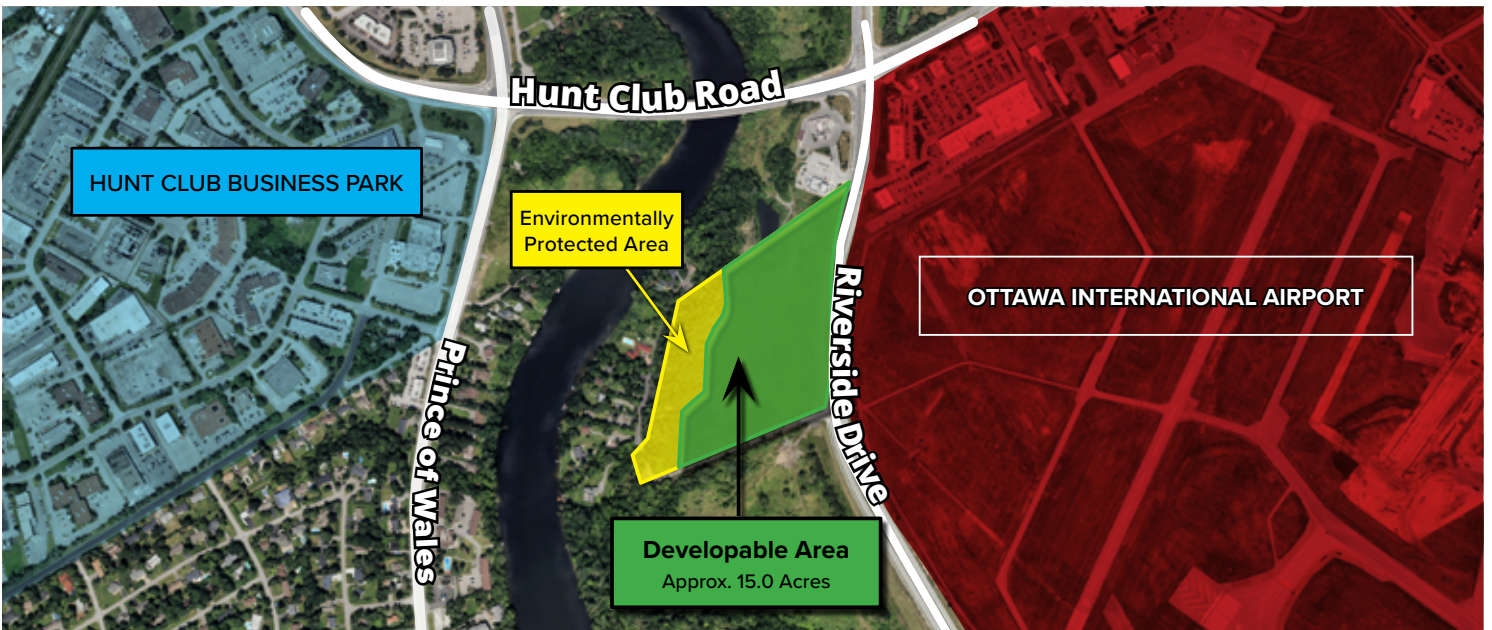 Hunt Club Road
HUNT CLUB BUSINESS PARK
Environmentally
Protected Area
Riverside Drive
OTTAWA INTERNATIONAL AIRPORT
Prince of Wales
Developable Area
Approx. 15.0 Acres